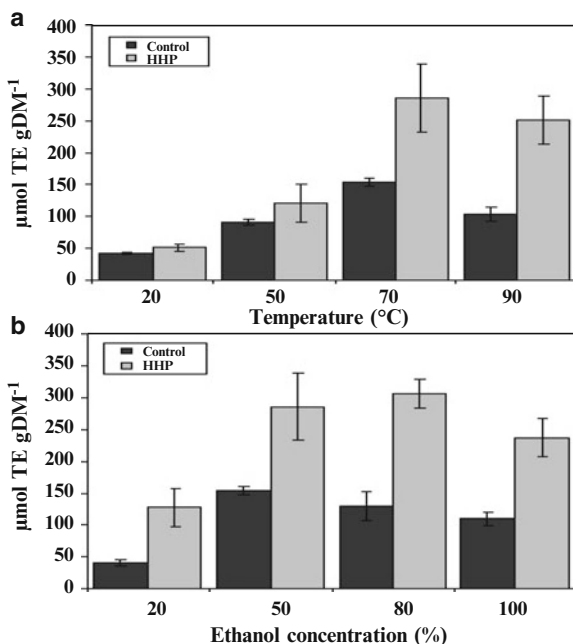 a
400
350
300
250
200
150
100
50
0
µmol TE gDM⁻¹
Control
HHP
20 50 70 90
Temperature (°C)
b
400
350
300
250
200
150
100
50
0
µmol TE gDM⁻¹
Control
HHP
20 50 80 100
Ethanol concentration (%)